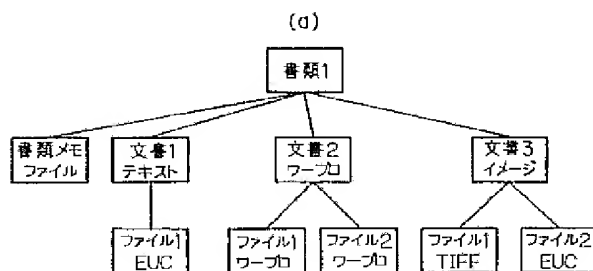 (a)
書類1
書類メモ
ファイル
文書1
テキスト
文書2
ワープロ
文書3
イメージ
ファイル1
EUC
ファイル1
ワープロ
ファイル2
ワープロ
ファイル1
TIFF
ファイル2
EUC